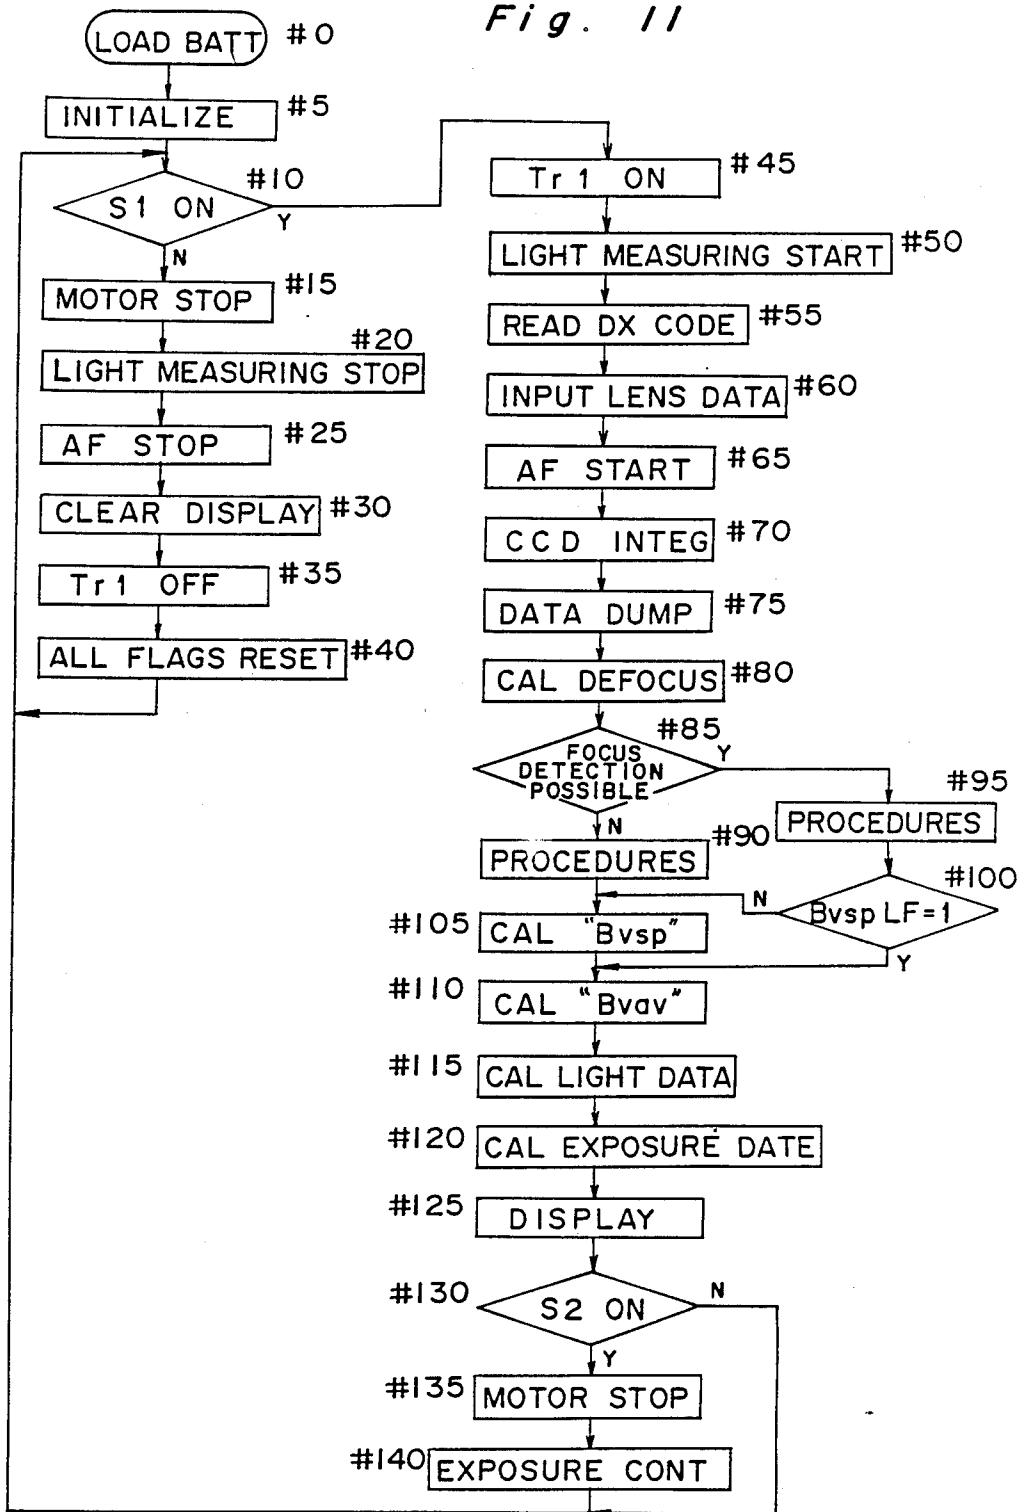 Fig. 11
LOAD BATT #0
INITIALIZE #5
#10
S1 ON
Y
N
MOTOR STOP #15
#20
LIGHT MEASURING STOP
AF STOP #25
CLEAR DISPLAY #30
Tr1 OFF #35
ALL FLAGS RESET #40
Tr1 ON #45
LIGHT MEASURING START #50
READ DX CODE #55
INPUT LENS DATA #60
AF START #65
CCD INTEG #70
DATA DUMP #75
CAL DEFOCUS #80
#85
FOCUS
DETECTION
POSSIBLE
Y
N
#90
PROCEDURES
#95
PROCEDURES
#100
BvspLF=1
N
Y
#105 CAL "Bvsp"
#110 CAL "Bvav"
#115 CAL LIGHT DATA
#120 CAL EXPOSURE DATE
#125 DISPLAY
#130 S2 ON
N
Y
#135 MOTOR STOP
#140 EXPOSURE CONT